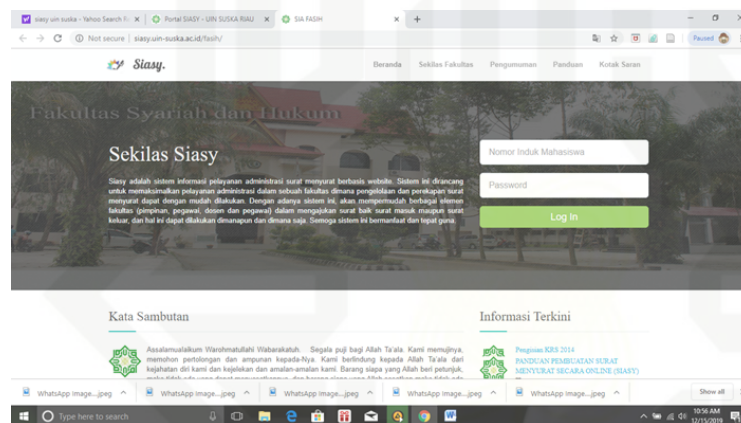 siasy uin suska - Yahoo Search R
Portal SIASY - UIN SUSKA RIAU
SIA FASIH
Not secure
siasy.uin-suska.ac.id/fasih/
Paused
Siasy.
Beranda
Sekilas Fakultas
Pengumuman
Panduan
Kotak Saran
Fakultas Syariah dan Hukum
Sekilas Siasy
Siasy adalah sistem informasi pelayanan administrasi surat menyurat berbasis website. Sistem ini dirancang
untuk memaksimalkan pelayanan administrasi dalam sebuah fakultas dimana pengelolaan dan perekapan surat
menyurat dapat dengan mudah dilakukan. Dengan adanya sistem ini, akan mempermudah berbagai elemen
fakultas (pimpinan, pegawai, dosen dan pegawai) dalam mengajukan surat baik surat masuk maupun surat
keluar, dan hal ini dapat dilakukan dimanapun dan dimana saja. Semoga sistem ini bermanfaat dan tepat guna.
Nomor Induk Mahasiswa
Password
Log In
Kata Sambutan
Assalamualaikum Warohmatullahi Wabarakatuh. Segala puji bagi Allah Ta'ala. Kami memujinya,
memohon pertolongan dan ampunan kepada-Nya. Kami berlindung kepada Allah Ta'ala dari
kejahatan diri kami dan kejelekan dan amalan-amalan kami. Barang siapa yang Allah beri petunjuk,
Informasi Terkini
Pengisian KRS 2014
PANDUAN PEMBUATAN SURAT
MENYURAT SECARA ONLINE (SIASY)
WhatsApp Image....jpeg
WhatsApp Image....jpeg
WhatsApp Image....jpeg
WhatsApp Image....jpeg
WhatsApp Image....jpeg
Show all
Type here to search
10:56 AM
12/15/2019